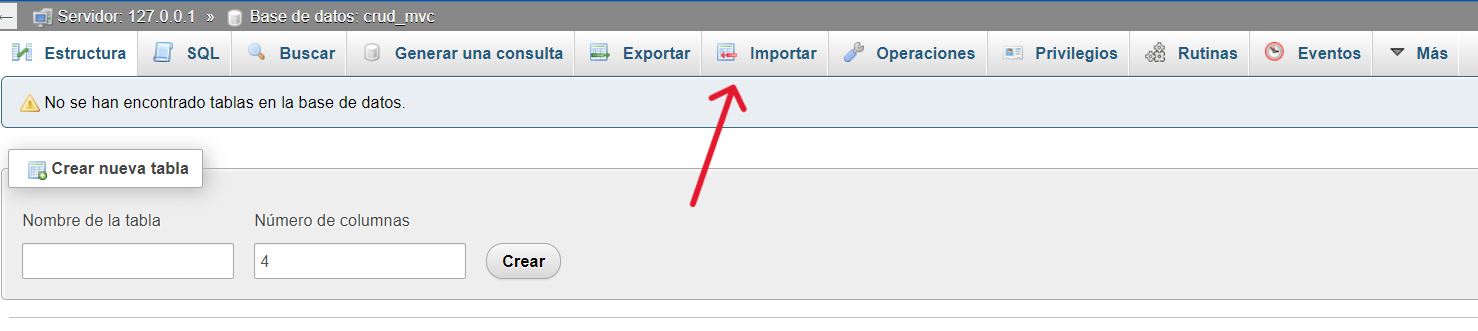 Servidor: 127.0.0.1 » Base de datos: crud_mvc
Estructura SQL Buscar Generar una consulta Exportar Importar Operaciones Privilegios Rutinas Eventos Más
No se han encontrado tablas en la base de datos.
Crear nueva tabla
Nombre de la tabla Número de columnas
4 Crear